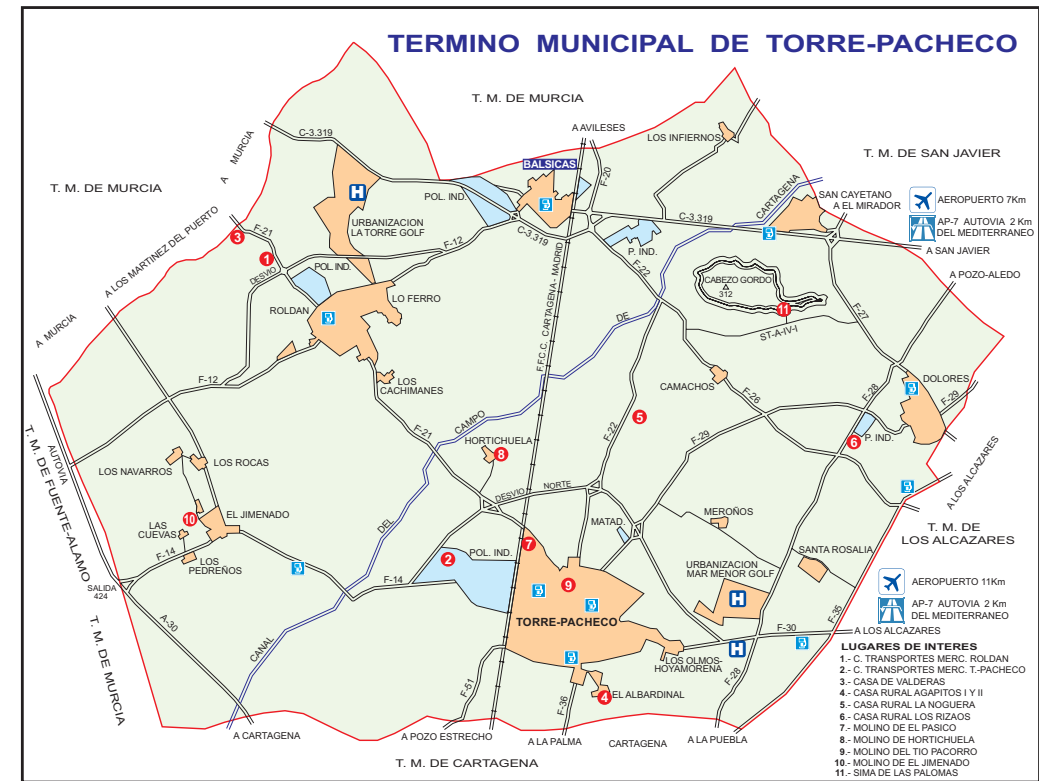 TERMINO MUNICIPAL DE TORRE-PACHECO
T. M. DE MURCIA
A AVILESES
LOS INFIERNOS
C-3.319
A MURCIA
BALSICAS
F-20
T. M. DE SAN JAVIER
T. M. DE MURCIA
H
POL. IND.
CARTAGENA
SAN CAYETANO
A EL MIRADOR
AEROPUERTO 7Km
AP-7 AUTOVIA 2 Km
DEL MEDITERRANEO
A LOS MARTINEZ DEL PUERTO
3
F-21
URBANIZACION
LA TORRE GOLF
F-12
C-3.319
C-3.319
P. IND.
A SAN JAVIER
1
DESVIO
POL IND.
F-22
CABEZO GORDO
312
11
A POZO-ALEDO
LO FERRO
ROLDAN
F.F.C.C. CARTAGENA - MADRID
DE
F-27
ST-A-IV-I
A MURCIA
F-12
LOS
CACHIMANES
CAMACHOS
F-26
F-28
DOLORES
F-29
CAMPO
F-21
5
F-22
F-29
6
P. IND.
HORTICHUELA
8
AUTOVIA
T. M. DE FUENTE-ALAMO
LOS NAVARROS
LOS ROCAS
DESVIO NORTE
A LOS ALCAZARES
10
EL JIMENADO
DEL
MATAD.
MEROÑOS
T. M. DE
LOS ALCAZARES
LAS
CUEVAS
F-14
LOS
PEDREÑOS
7
2
POL. IND.
SANTA ROSALIA
URBANIZACION
MAR MENOR GOLF
H
SALIDA
424
F-14
9
AEROPUERTO 11Km
AP-7 AUTOVIA 2 Km
DEL MEDITERRANEO
F-35
A-30
TORRE-PACHECO
F-30
A LOS ALCAZARES
T. M. DE MURCIA
CANAL
H
LOS OLMOS-
HOYAMORENA
F-51
F-28
EL ALBARDINAL
4
F-36
A CARTAGENA
A POZO ESTRECHO
A LA PALMA
CARTAGENA
A LA PUEBLA
T. M. DE CARTAGENA
LUGARES DE INTERES
1.- C. TRANSPORTES MERC. ROLDAN
2.- C. TRANSPORTES MERC. T.-PACHECO
3.- CASA DE VALDERAS
4.- CASA RURAL AGAPITOS I Y II
5.- CASA RURAL LA NOGUERA
6.- CASA RURAL LOS RIZAOS
7.- MOLINO DE EL PASICO
8.- MOLINO DE HORTICHUELA
9.- MOLINO DEL TIO PACORRO
10.- MOLINO DE EL JIMENADO
11.- SIMA DE LAS PALOMAS